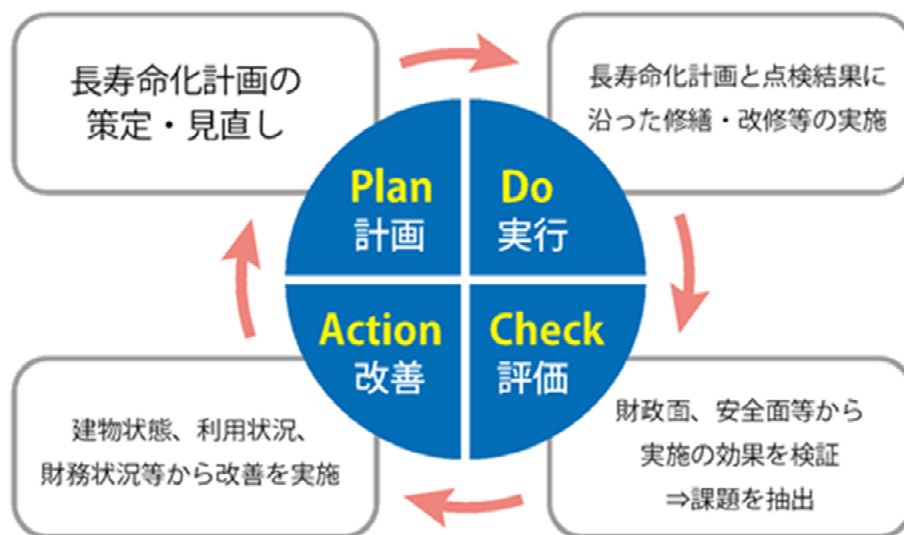 長寿命化計画の
策定・見直し
長寿命化計画と点検結果に
沿った修繕・改修等の実施
Plan
計画
Do
実行
Action
改善
Check
評価
建物状態、利用状況、
財務状況等から改善を実施
財政面、安全面等から
実施の効果を検証
⇒課題を抽出